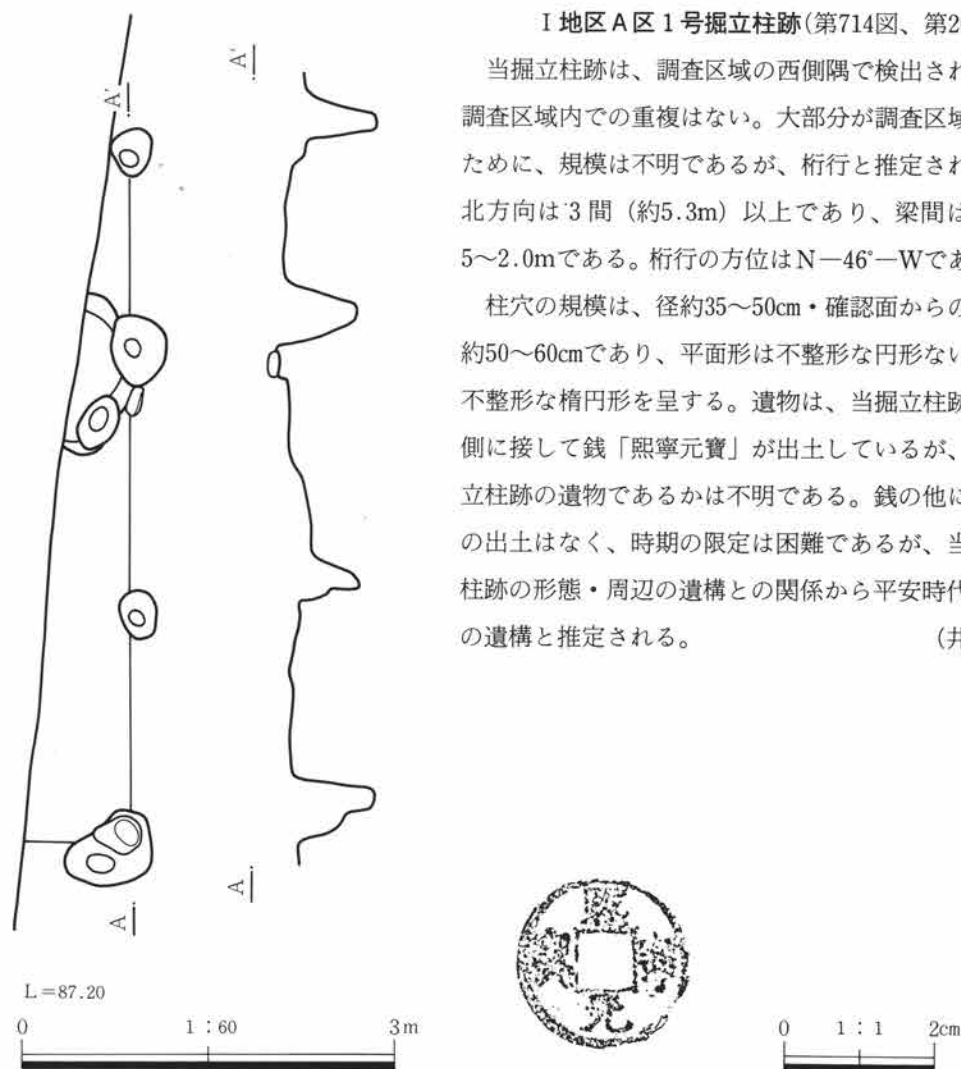 I地区A区1号掘立柱跡(第714図、第2
当掘立柱跡は、調査区域の西側隅で検出され
調査区域内での重複はない。大部分が調査区域
ために、規模は不明であるが、桁行と推定され
北方向は3間（約5.3m）以上であり、梁間は
5～2.0mである。桁行の方位はN―46°―Wであ
柱穴の規模は、径約35～50cm・確認面からの
約50～60cmであり、平面形は不整形な円形ない
不整形な楕円形を呈する。遺物は、当掘立柱跡
側に接して銭「熙寧元寶」が出土しているが、
立柱跡の遺物であるかは不明である。銭の他に
の出土はなく、時期の限定は困難であるが、当
柱跡の形態・周辺の遺構との関係から平安時代
の遺構と推定される。 (井
A'
A'
A
A
L=87.20
0 1:60 3m
元
0 1:1 2cm